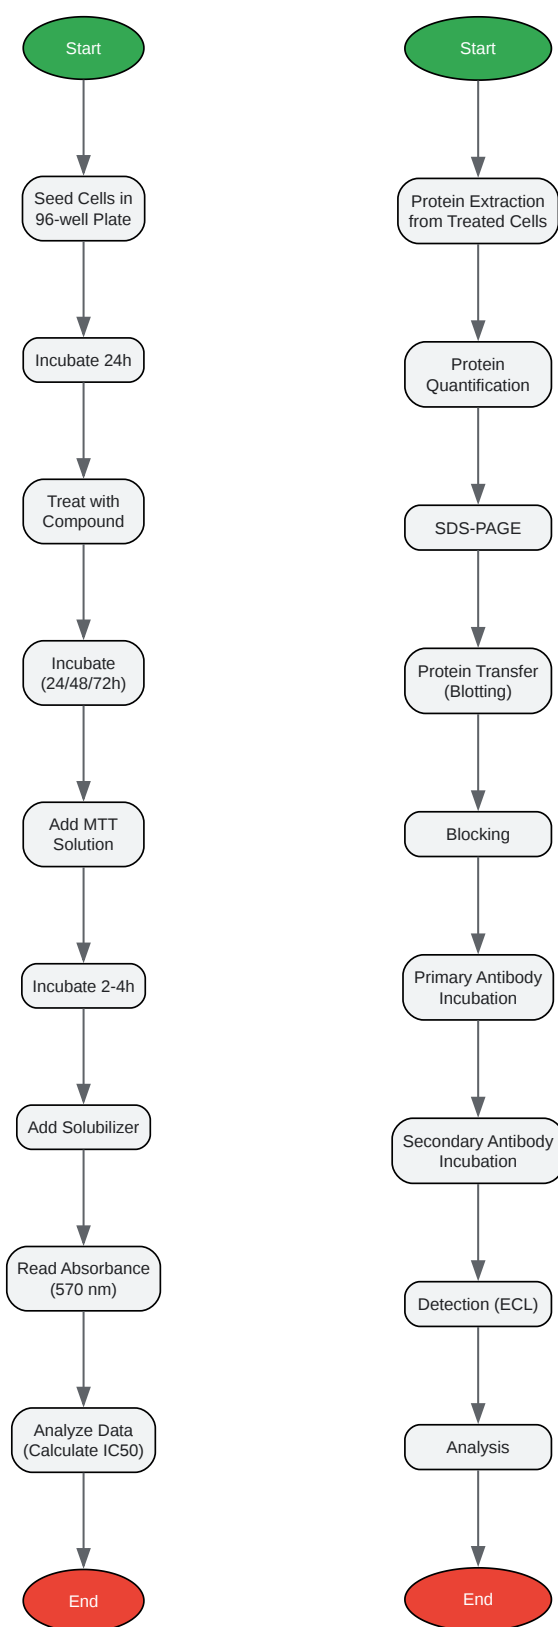 Start
Seed Cells in
96-well Plate
Incubate 24h
Treat with
Compound
Incubate
(24/48/72h)
Add MTT
Solution
Incubate 2-4h
Add Solubilizer
Read Absorbance
(570 nm)
Analyze Data
(Calculate IC50)
End
Start
Protein Extraction
from Treated Cells
Protein
Quantification
SDS-PAGE
Protein Transfer
(Blotting)
Blocking
Primary Antibody
Incubation
Secondary Antibody
Incubation
Detection (ECL)
Analysis
End